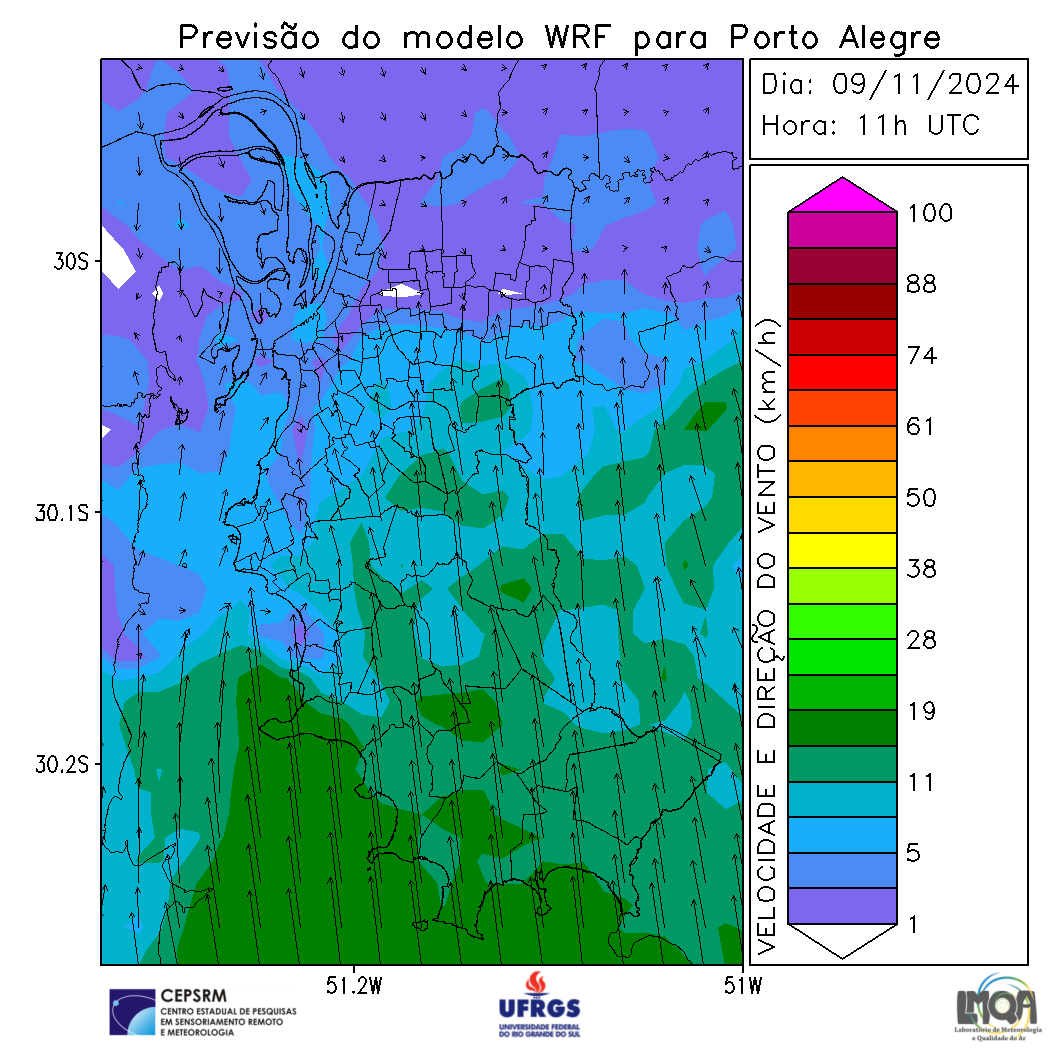 Previsão do modelo WRF para Porto Alegre
Dia: 09/11/2024
Hora: 11h UTC
30S
30.1S
30.2S
51.2W
51W
VELOCIDADE E DIREÇÃO DO VENTO (km/h)
100
88
74
61
50
38
28
19
11
5
1
CEPSRM
CENTRO ESTADUAL DE PESQUISAS
EM SENSORIAMENTO REMOTO
E METEOROLOGIA
UFRGS
UNIVERSIDADE FEDERAL
DO RIO GRANDE DO SUL
LMQA
Laboratório de Meteorologia
e Qualidade do Ar